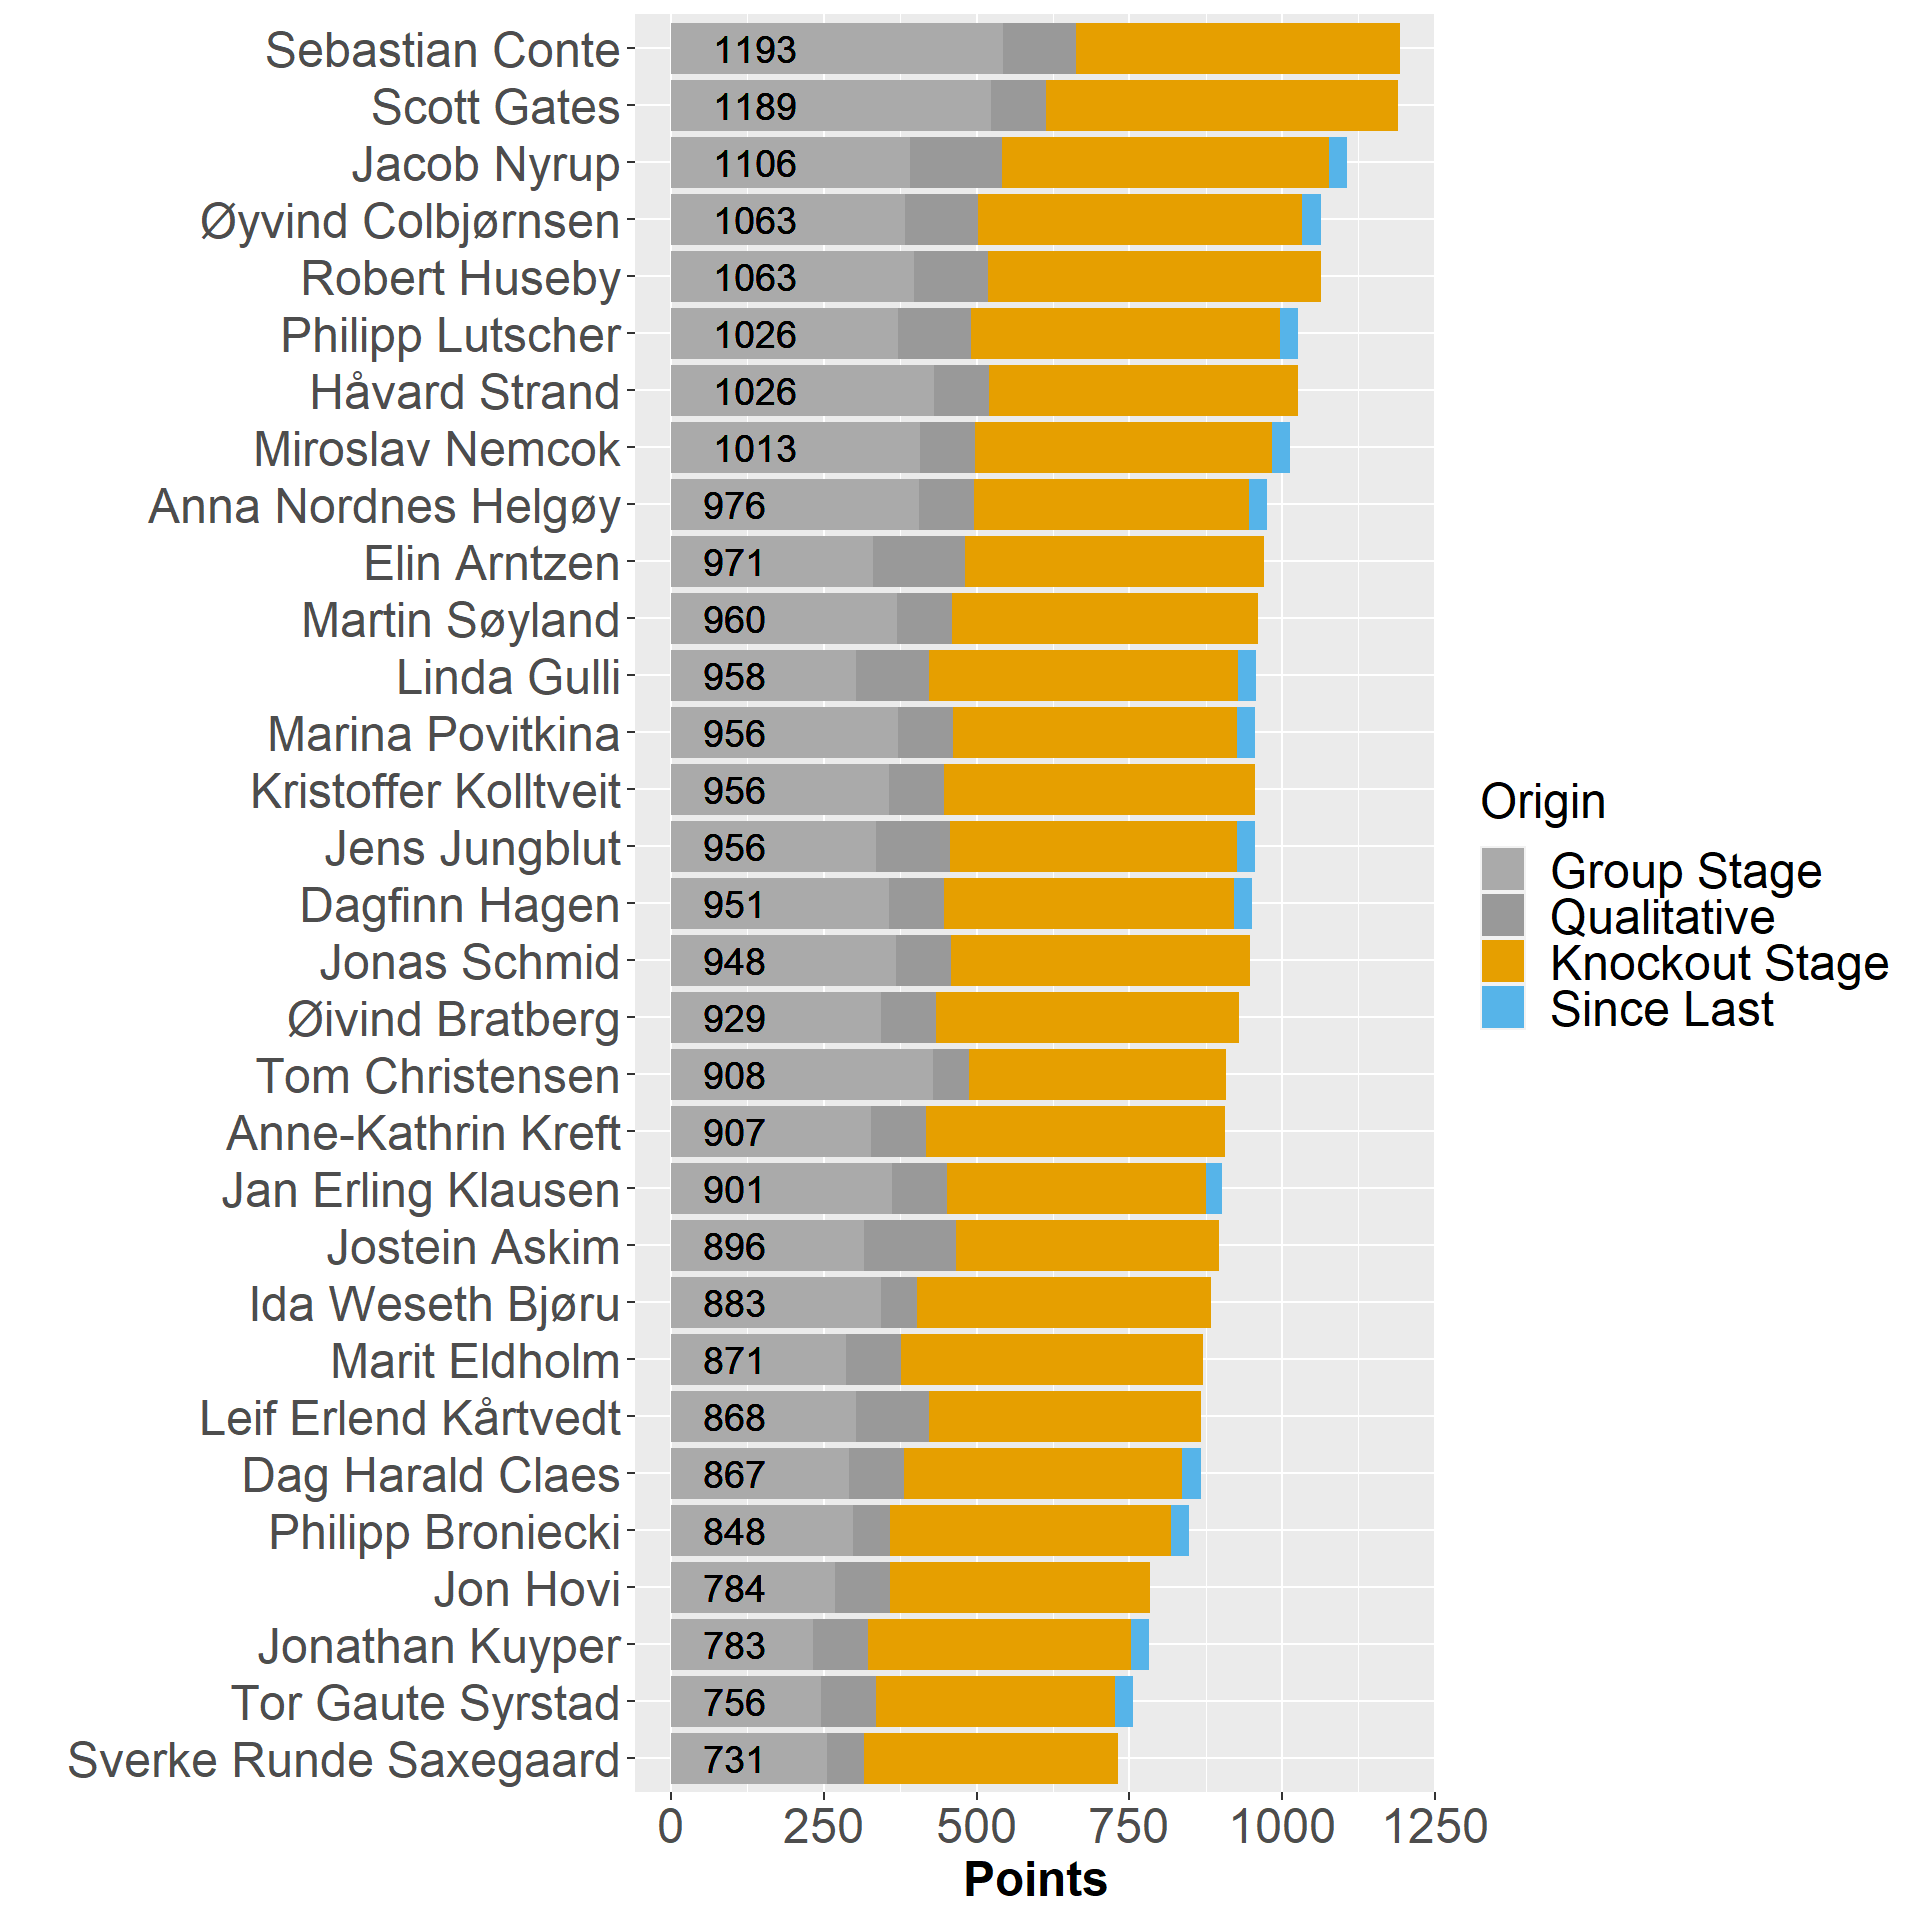 Sebastian Conte 1193
Scott Gates 1189
Jacob Nyrup 1106
Øyvind Colbjørnsen 1063
Robert Huseby 1063
Philipp Lutscher 1026
Håvard Strand 1026
Miroslav Nemcok 1013
Anna Nordnes Helgøy 976
Elin Arntzen 971
Martin Søyland 960
Linda Gulli 958
Marina Povitkina 956
Kristoffer Kolltveit 956
Jens Jungblut 956
Dagfinn Hagen 951
Jonas Schmid 948
Øivind Bratberg 929
Tom Christensen 908
Anne-Kathrin Kreft 907
Jan Erling Klausen 901
Jostein Askim 896
Ida Weseth Bjøru 883
Marit Eldholm 871
Leif Erlend Kårtvedt 868
Dag Harald Claes 867
Philipp Broniecki 848
Jon Hovi 784
Jonathan Kuyper 783
Tor Gaute Syrstad 756
Sverke Runde Saxegaard 731
0 250 500 750 1000 1250
Points
Origin
Group Stage
Qualitative
Knockout Stage
Since Last